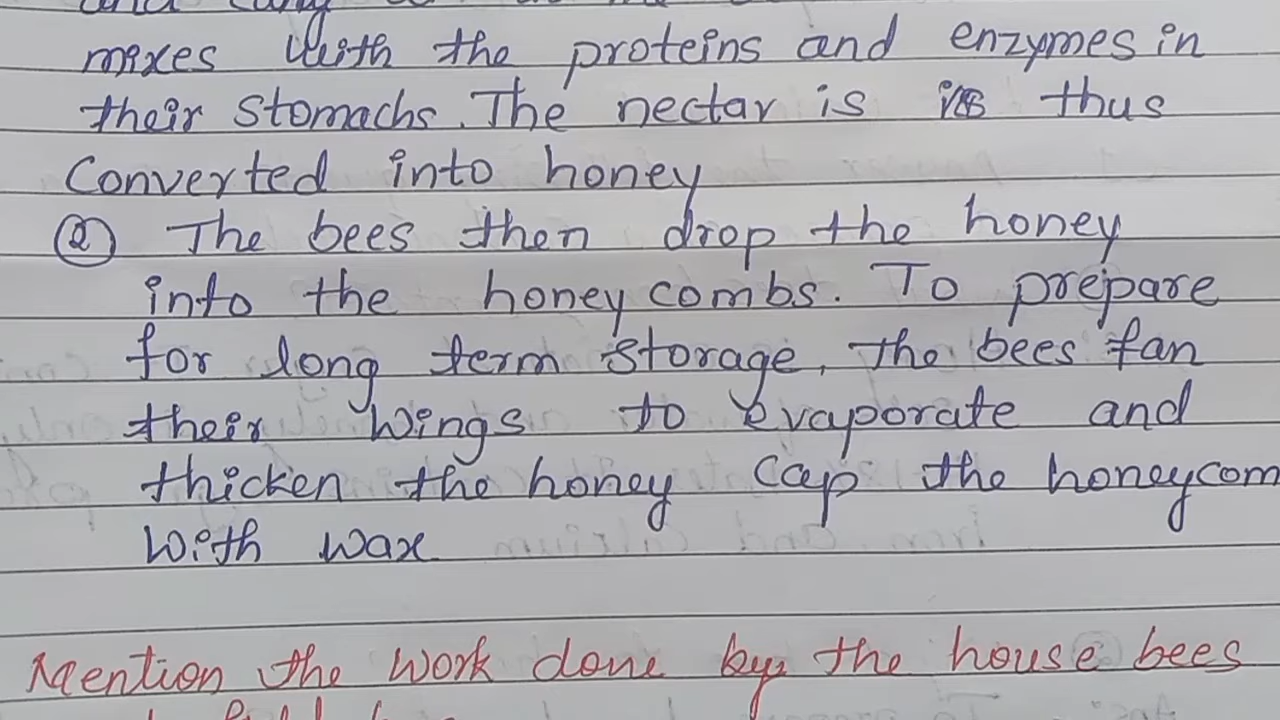 mixes with the proteins and enzymes in
their stomachs. The nectar is is thus
Converted into honey
② The bees then drop the honey
into the honey combs. To prepare
for long term storage, the bees fan
their wings to evaporate and
thicken the honey Cap the honeycom
with wax
Mention the work done by the house bees